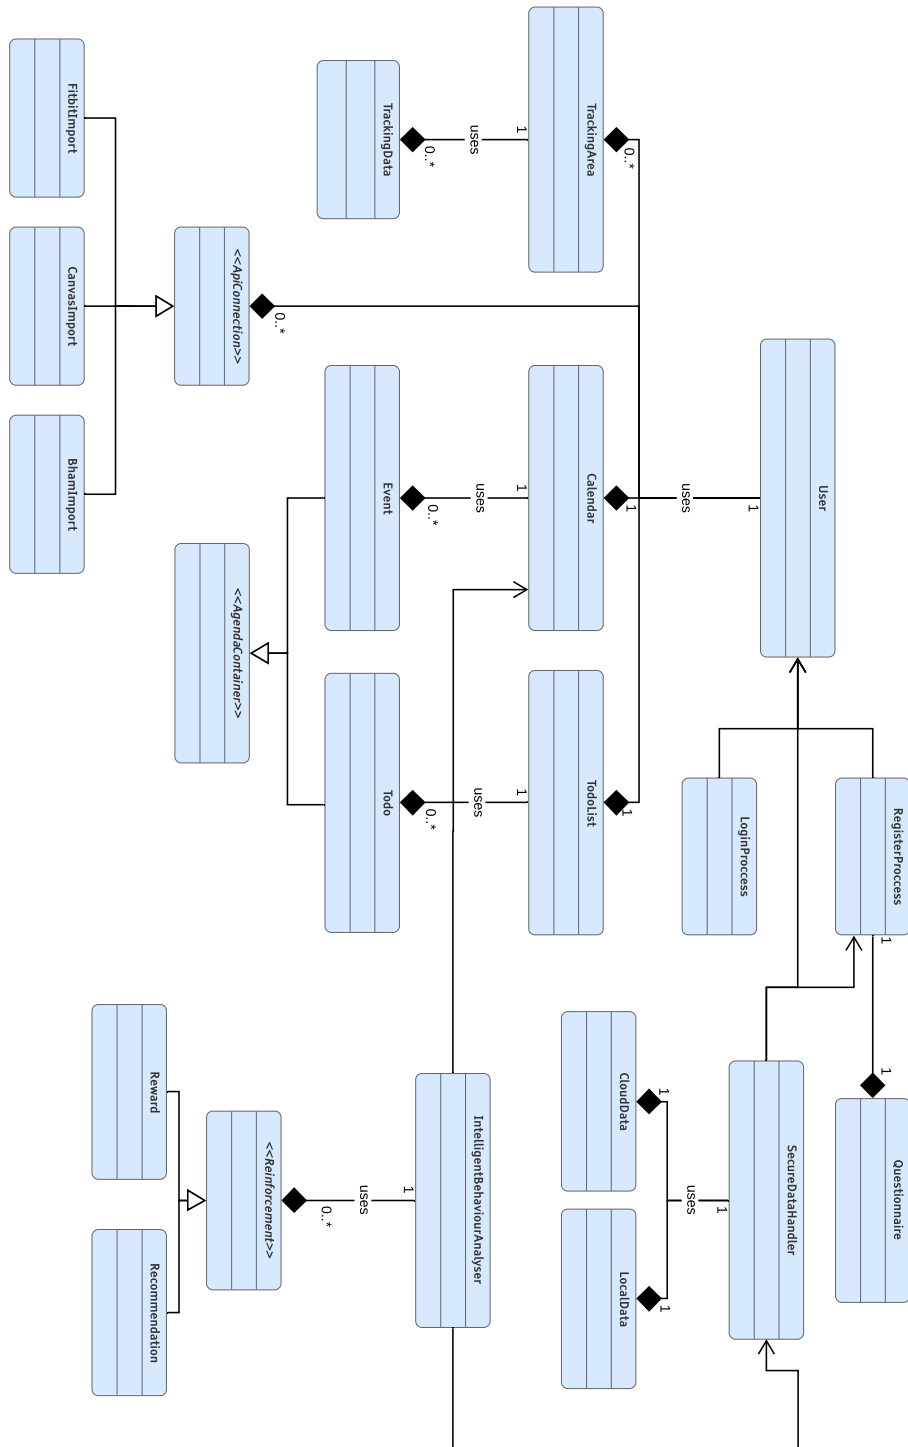 RegisterProccess
Questionnaire
1
1
User
SecureDataHandler
1
LoginProccess
1
uses
uses
1
1
0..*
1
1
CloudData
LocalData
TrackingArea
Calendar
TodoList
1
1
1
uses
uses
uses
IntelligentBehaviourAnalyser
0..*
0..*
0..*
1
TrackingData
Event
Todo
uses
0..*
0..*
<<Reinforcement>>
<<ApiConnection>>
<<AgendaContainer>>
Reward
Recommendation
FitbitImport
CanvasImport
BhamImport